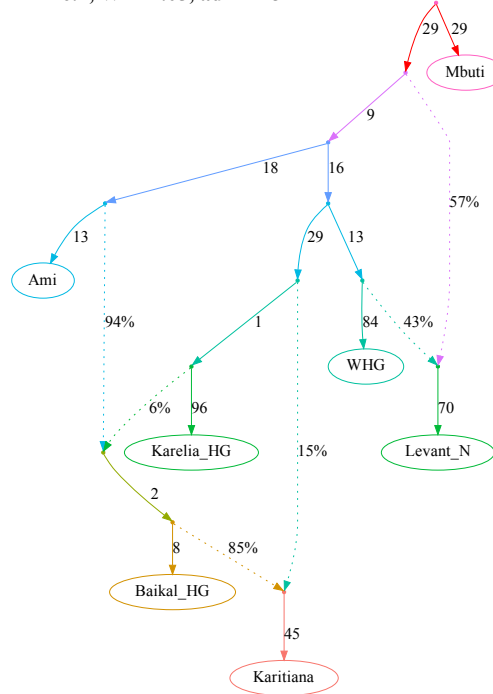 29 29
Mbuti
9
18 16
57%
13 29 13
Ami
94% 1 84 43%
WHG
6% 96 70
Karelia_HG 15% Levant_N
2
8 85%
Baikal_HG
45
Karitiana